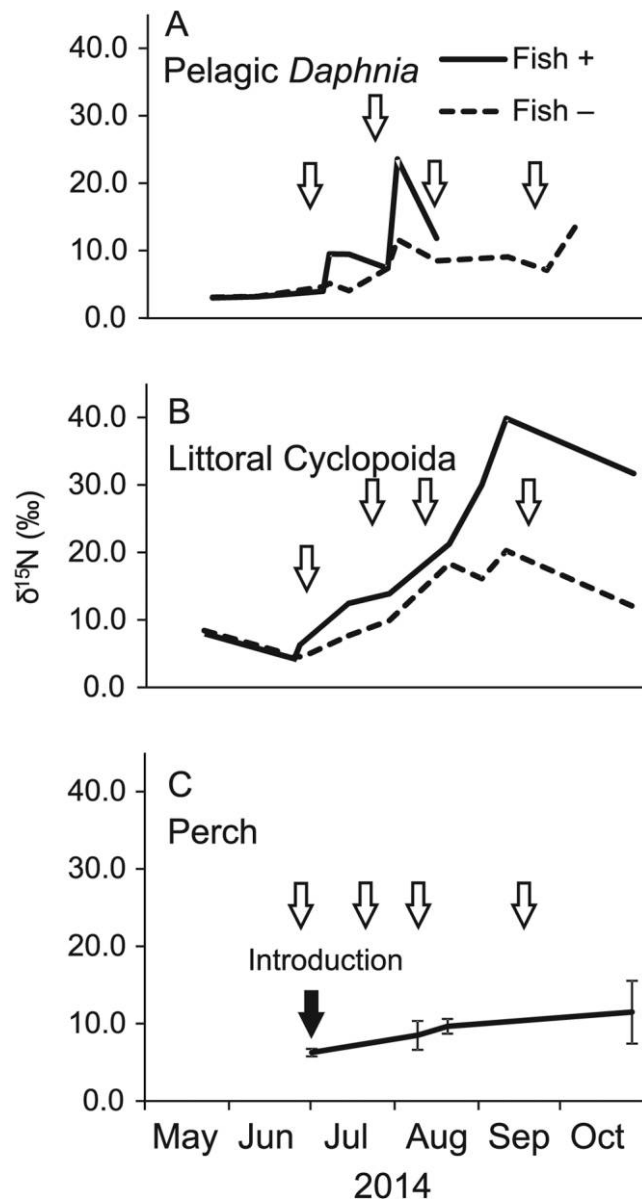 A
Pelagic Daphnia
Fish +
Fish –
40.0
30.0
20.0
10.0
0.0
B
Littoral Cyclopoida
40.0
30.0
20.0
10.0
0.0
δ¹⁵N (‰)
C
Perch
Introduction
40.0
30.0
20.0
10.0
0.0
May Jun Jul Aug Sep Oct
2014